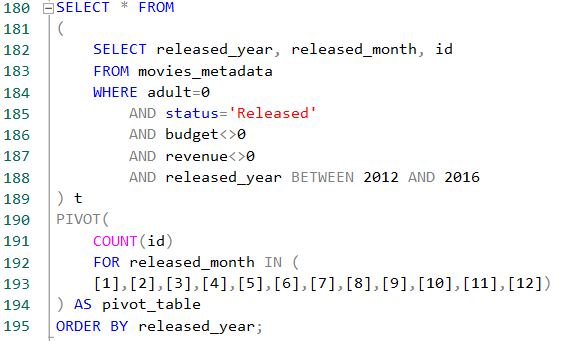 180 SELECT * FROM
181 (
182 SELECT released_year, released_month, id
183 FROM movies_metadata
184 WHERE adult=0
185 AND status='Released'
186 AND budget<>0
187 AND revenue<>0
188 AND released_year BETWEEN 2012 AND 2016
189 ) t
190 PIVOT(
191 COUNT(id)
192 FOR released_month IN (
193 [1],[2],[3],[4],[5],[6],[7],[8],[9],[10],[11],[12])
194 ) AS pivot_table
195 ORDER BY released_year;